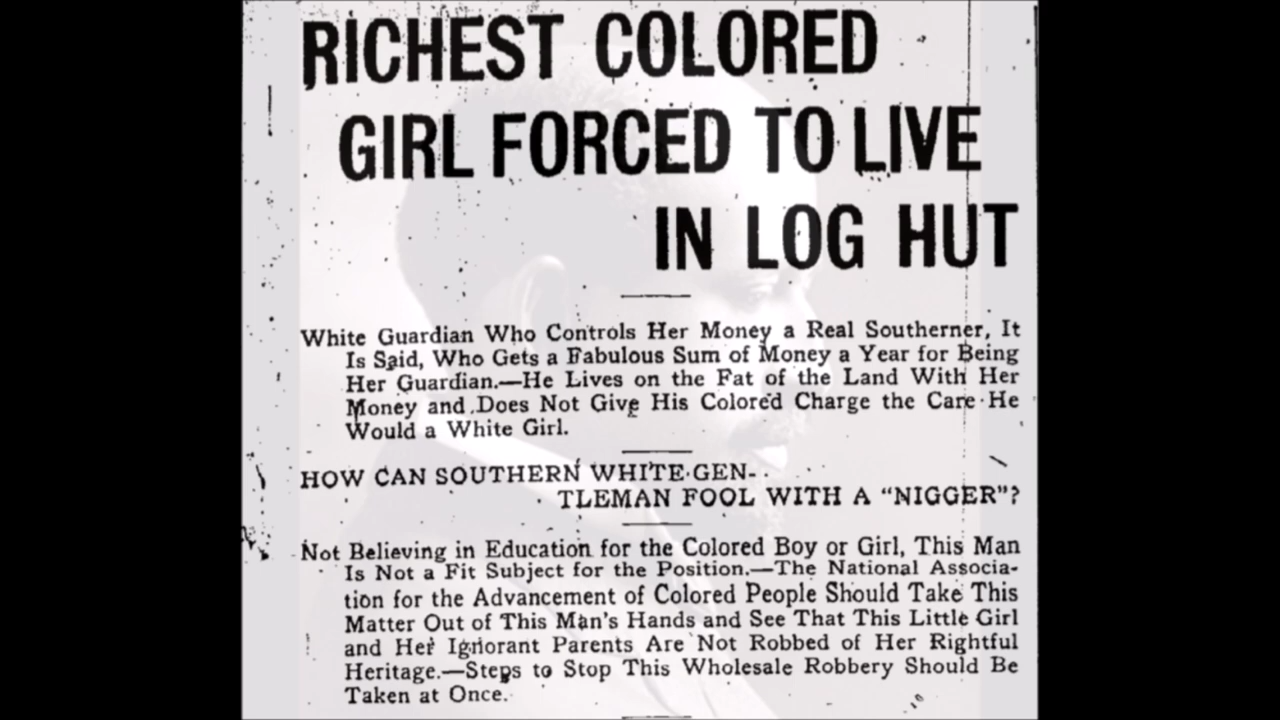 RICHEST COLORED
GIRL FORCED TO LIVE
IN LOG HUT
White Guardian Who Controls Her Money a Real Southerner, It
Is Said, Who Gets a Fabulous Sum of Money a Year for Being
Her Guardian.—He Lives on the Fat of the Land With Her
Money and Does Not Give His Colored Charge the Care He
Would a White Girl.
HOW CAN SOUTHERN WHITE GEN-
TLEMAN FOOL WITH A "NIGGER"?
Not Believing in Education for the Colored Boy or Girl, This Man
Is Not a Fit Subject for the Position.—The National Associa-
tion for the Advancement of Colored People Should Take This
Matter Out of This Man's Hands and See That This Little Girl
and Her Ignorant Parents Are Not Robbed of Her Rightful
Heritage.—Steps to Stop This Wholesale Robbery Should Be
Taken at Once.